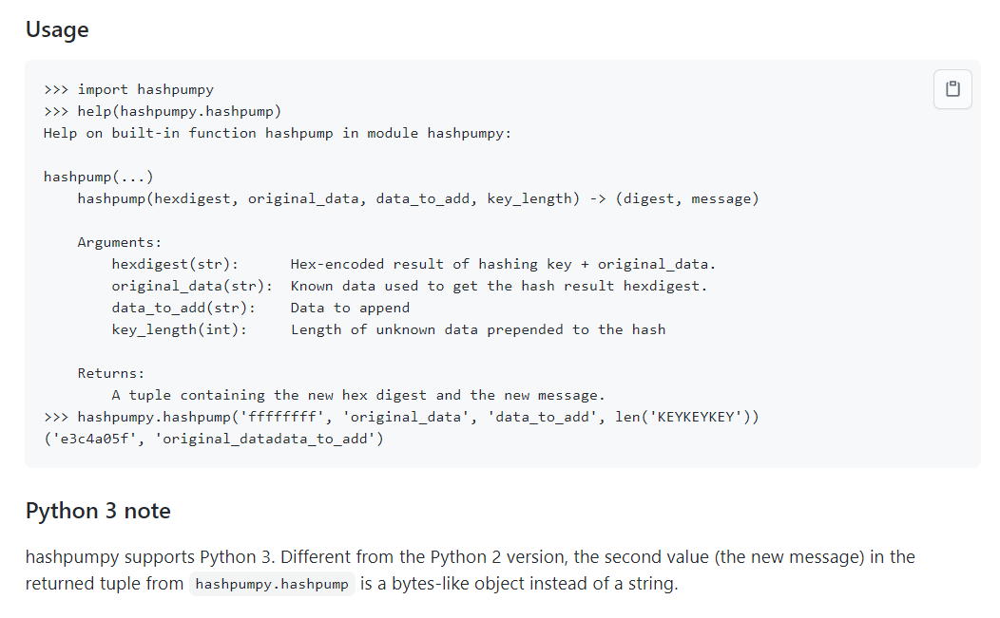 Usage
>>> import hashpumpy
>>> help(hashpumpy.hashpump)
Help on built-in function hashpump in module hashpumpy:
hashpump(...)
    hashpump(hexdigest, original_data, data_to_add, key_length) -> (digest, message)
    Arguments:
        hexdigest(str):      Hex-encoded result of hashing key + original_data.
        original_data(str):  Known data used to get the hash result hexdigest.
        data_to_add(str):    Data to append
        key_length(int):     Length of unknown data prepended to the hash
    Returns:
        A tuple containing the new hex digest and the new message.
>>> hashpumpy.hashpump('ffffffff', 'original_data', 'data_to_add', len('KEYKEYKEY'))
('e3c4a05f', 'original_datadata_to_add')
Python 3 note
hashpumpy supports Python 3. Different from the Python 2 version, the second value (the new message) in the
returned tuple from hashpumpy.hashpump is a bytes-like object instead of a string.